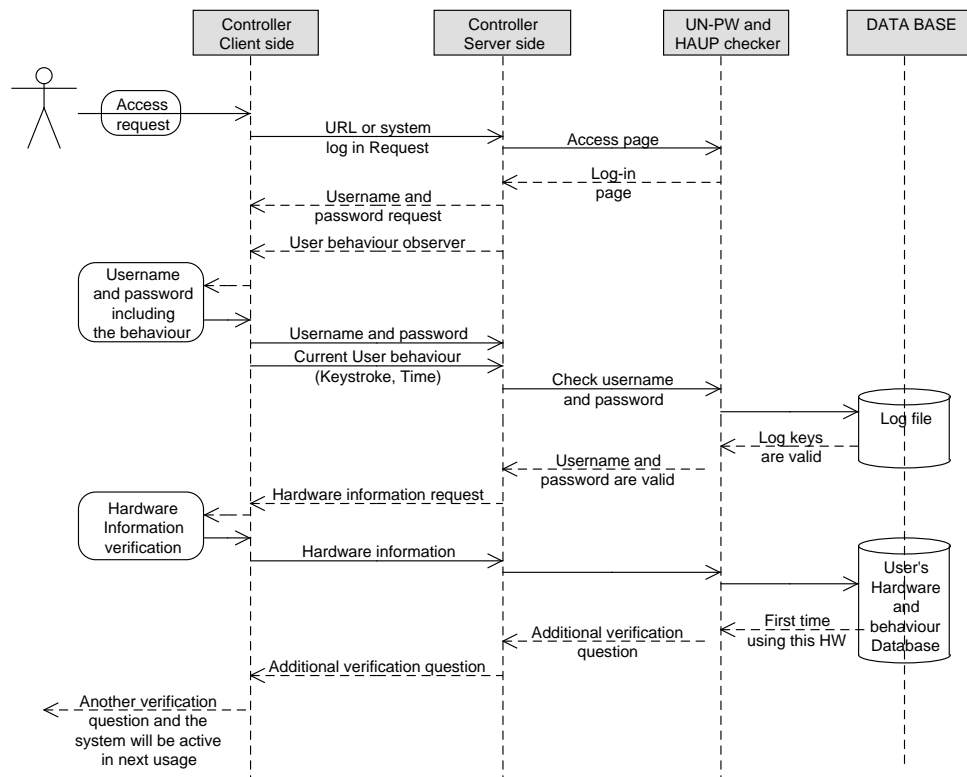 Controller
Client side
Controller
Server side
UN-PW and
HAUP checker
DATA BASE
Access
request
URL or system
log in Request
Access page
Log-in
page
Username and
password request
User behaviour observer
Username
and password
including
the behaviour
Username and password
Current User behaviour
(Keystroke, Time)
Check username
and password
Log file
Log keys
are valid
Username and
password are valid
Hardware information request
Hardware
Information
verification
Hardware information
User's
Hardware
and
behaviour
Database
First time
using this HW
Additional verification
question
Additional verification question
Another verification
question and the
system will be active
in next usage